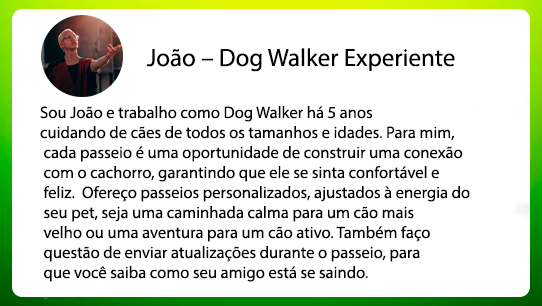 João – Dog Walker Experiente
Sou João e trabalho como Dog Walker há 5 anos
cuidando de cães de todos os tamanhos e idades. Para mim,
cada passeio é uma oportunidade de construir uma conexão
com o cachorro, garantindo que ele se sinta confortável e
feliz. Ofereço passeios personalizados, ajustados à energia do
seu pet, seja uma caminhada calma para um cão mais
velho ou uma aventura para um cão ativo. Também faço
questão de enviar atualizações durante o passeio, para
que você saiba como seu amigo está se saindo.